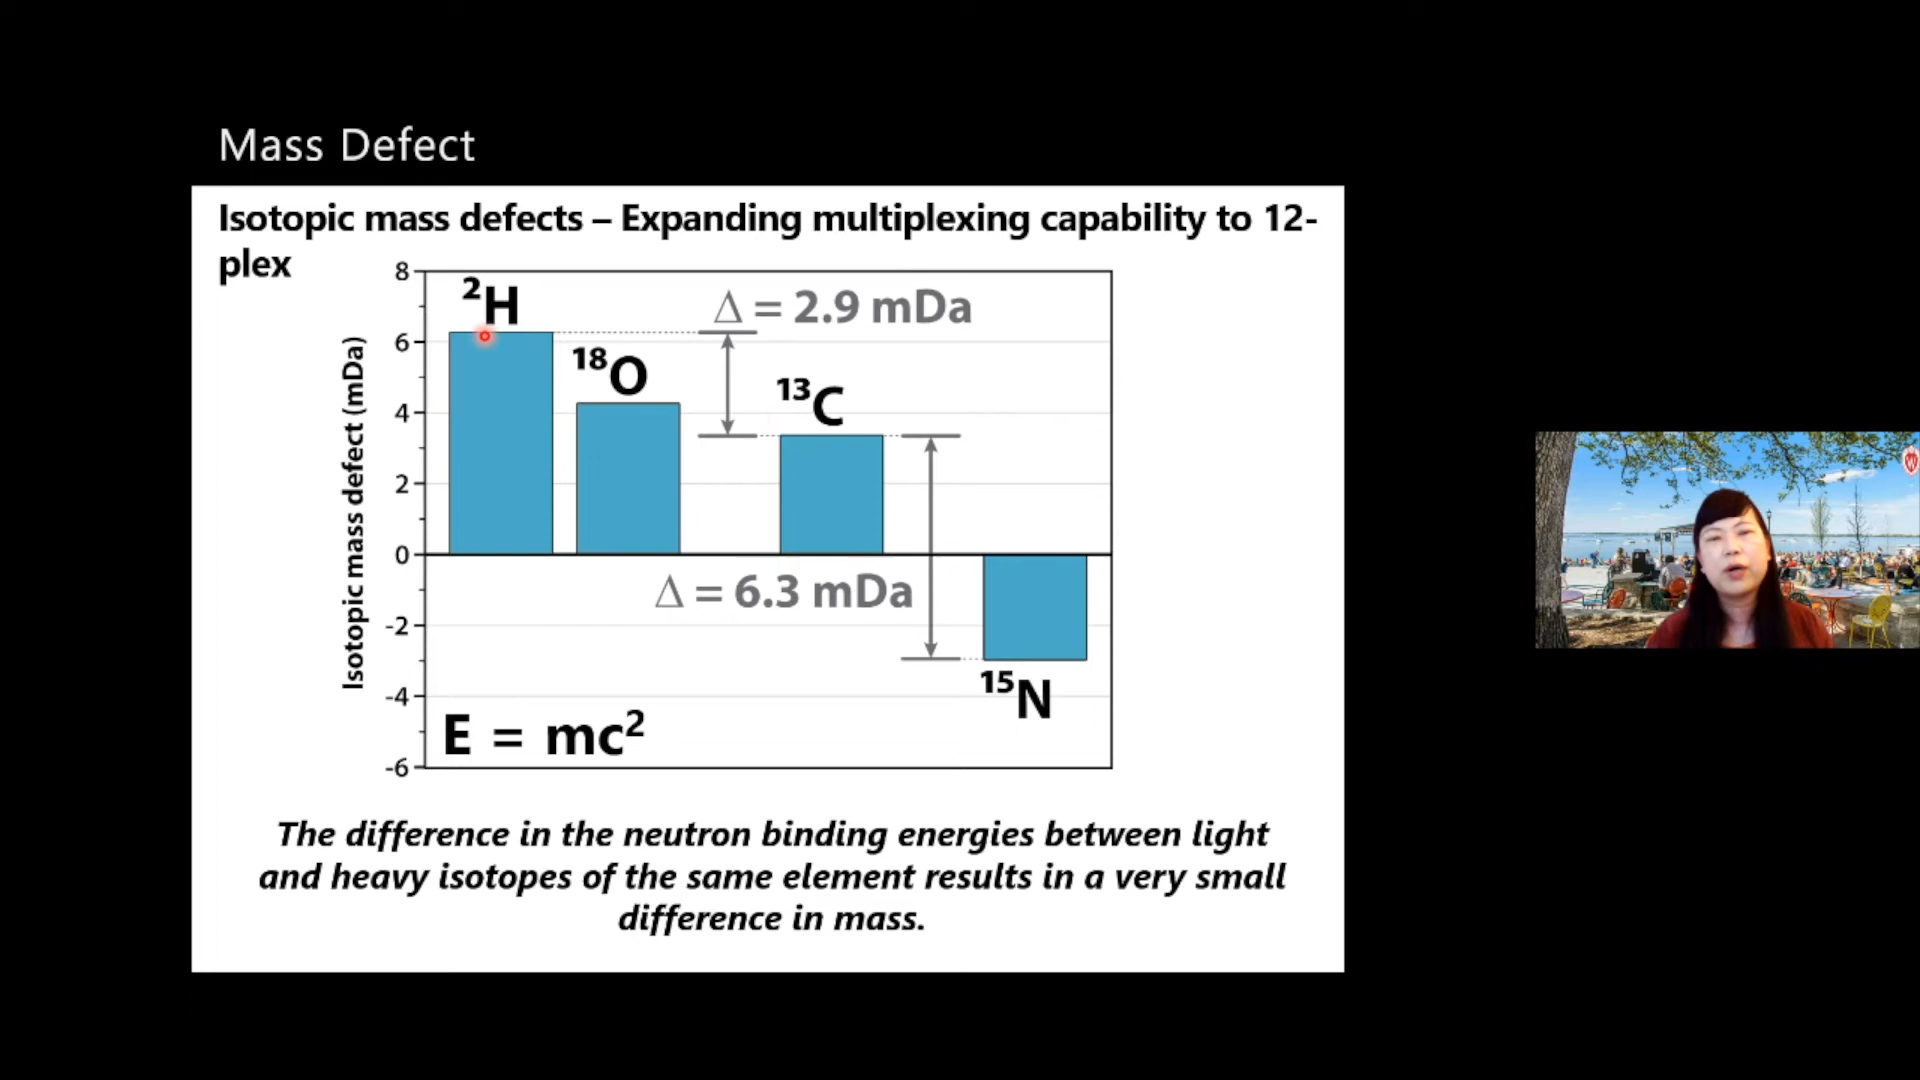 Mass Defect
Isotopic mass defects – Expanding multiplexing capability to 12-
plex
8
6
4
2
0
-2
-4
-6
Isotopic mass defect (mDa)
²H
¹⁸O
¹³C
¹⁵N
Δ = 2.9 mDa
Δ = 6.3 mDa
E = mc²
The difference in the neutron binding energies between light
and heavy isotopes of the same element results in a very small
difference in mass.
W